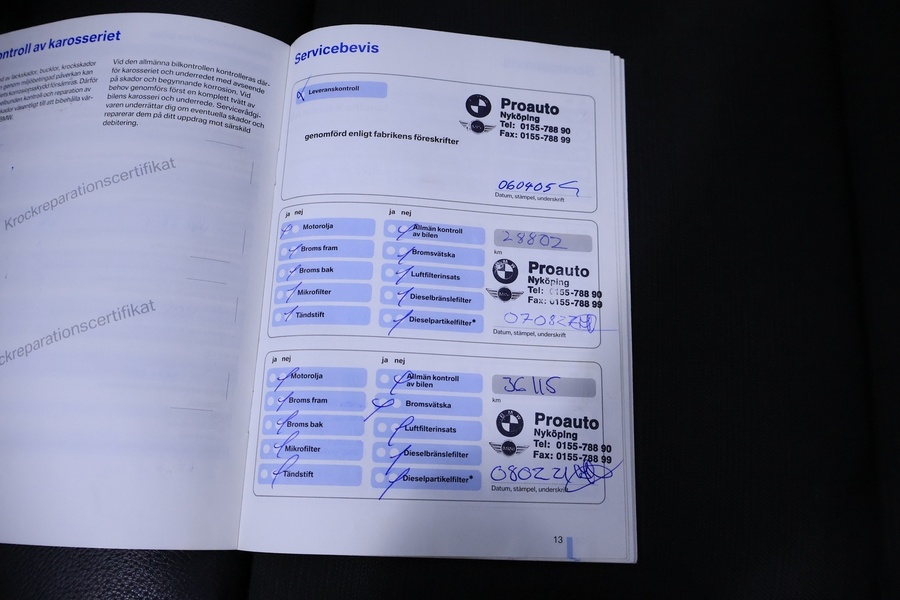 ntroll av karosseriet
Vid den allmänna bilkontrollen kontrolleras där-
för karosseriet och underredet med avseende
på skador och begynnande korrosion. Vid
behov genomförs först en komplett tvätt av
bilens karosseri och underrede. Servicerådgi-
varen underrättar dig om eventuella skador och
reparerar dem på ditt uppdrag mot särskild
debitering.
Krockreparationscertifikat
ckreparationscertifikat
Servicebevis
Leveranskontroll
genomförd enligt fabrikens föreskrifter
Proauto
Nyköping
Tel: 0155-788 90
Fax: 0155-788 99
060405
Datum, stämpel, underskrift
ja nej
Motorolja
Broms fram
Broms bak
Mikrofilter
Tändstift
ja nej
Allmän kontroll
av bilen
Bromsvätska
Luftfilterinsats
Dieselbränslefilter
Dieselpartikelfilter*
28802
km
Proauto
Nyköping
Tel: 0155-788 90
Fax: 0155-788 99
Datum, stämpel, underskrift
ja nej
Motorolja
Broms fram
Broms bak
Mikrofilter
Tändstift
ja nej
Allmän kontroll
av bilen
Bromsvätska
Luftfilterinsats
Dieselbränslefilter
Dieselpartikelfilter*
36115
km
Proauto
Nyköping
Tel: 0155-788 90
Fax: 0155-788 99
Datum, stämpel, underskrift
13